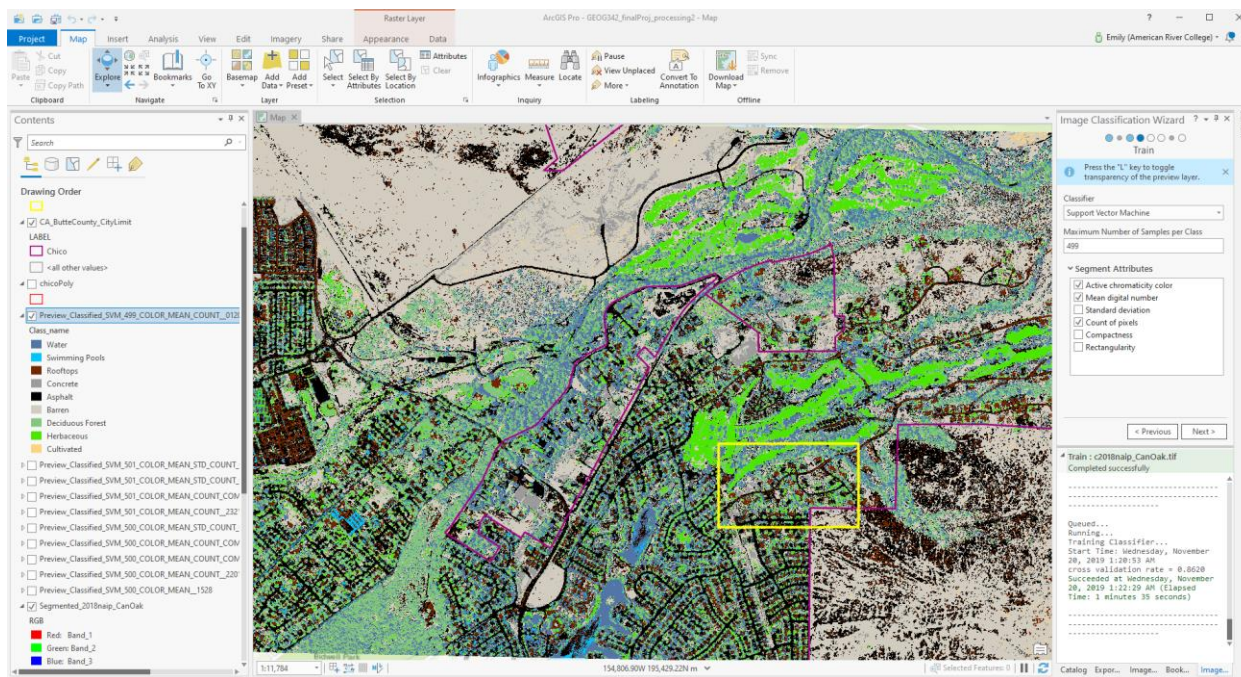 Raster Layer
ArcGIS Pro - GEOG342_finalProj_processing2 - Map
?
Project Map Insert Analysis View Edit Imagery Share Appearance Data
Emily (American River College)
Cut
Copy
Copy Path
Paste
Explore
Bookmarks
Go To XY
Basemap
Add Data
Add Preset
Select
Select By Attributes
Select By Location
Attributes
Clear
Infographics
Measure
Locate
Pause
View Unplaced
More
Convert To Annotation
Download Map
Sync
Remove
Clipboard
Navigate
Layer
Selection
Inquiry
Labeling
Offline
Contents
Search
Drawing Order
CA_ButteCounty_CityLimit
LABEL
Chico
<all other values>
chicoPoly
Preview_Classified_SVM_499_COLOR_MEAN_COUNT__012
Class_name
Water
Swimming Pools
Rooftops
Concrete
Asphalt
Barren
Deciduous Forest
Herbaceous
Cultivated
Preview_Classified_SVM_501_COLOR_MEAN_STD_COUNT_
Preview_Classified_SVM_501_COLOR_MEAN_STD_COUNT_
Preview_Classified_SVM_501_COLOR_MEAN_COUNT_COM
Preview_Classified_SVM_501_COLOR_MEAN_COUNT__232
Preview_Classified_SVM_500_COLOR_MEAN_STD_COUNT_
Preview_Classified_SVM_500_COLOR_MEAN_COUNT_COM
Preview_Classified_SVM_500_COLOR_MEAN_COUNT_COM
Preview_Classified_SVM_500_COLOR_MEAN_COUNT__220
Preview_Classified_SVM_500_COLOR_MEAN__1528
Segmented_2018naip_CanOak
RGB
Red: Band_1
Green: Band_2
Blue: Band_3
Map
Bidwell Park
1:11,784
154,806.90W 195,429.22N m
Selected Features: 0
Image Classification Wizard ?
Train
Press the "L" key to toggle
transparency of the preview layer.
Classifier
Support Vector Machine
Maximum Number of Samples per Class
499
Segment Attributes
Active chromaticity color
Mean digital number
Standard deviation
Count of pixels
Compactness
Rectangularity
< Previous Next >
Train : c2018naip_CanOak.tif
Completed successfully
Queued...
Running...
Training Classifier...
Start Time: Wednesday, November
20, 2019 1:20:53 AM
cross validation rate = 0.8620
Succeeded at Wednesday, November
20, 2019 1:22:29 AM (Elapsed
Time: 1 minutes 35 seconds)
Catalog Expor... Image... Book... Image...